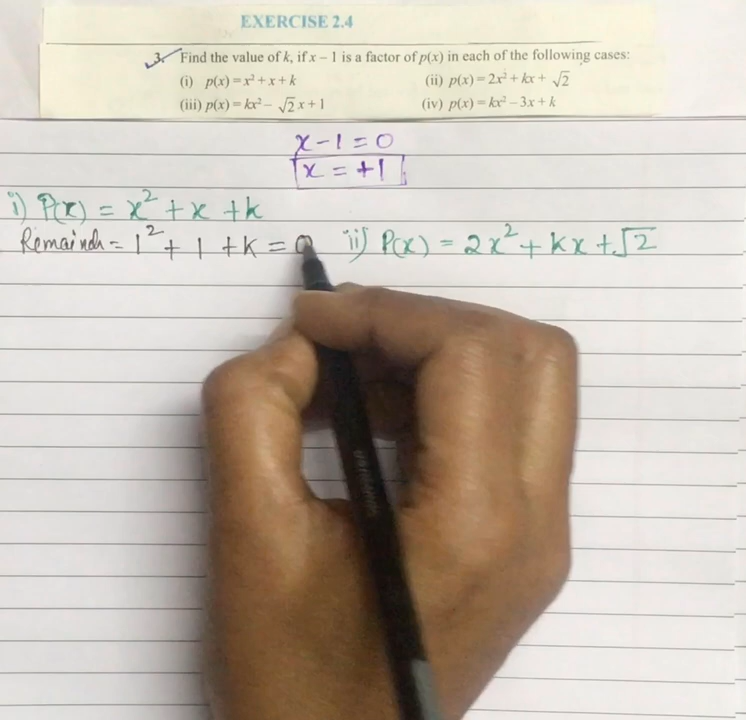 EXERCISE 2.4
3. Find the value of k, if x – 1 is a factor of p(x) in each of the following cases:
(i) p(x) = x² + x + k (ii) p(x) = 2x² + kx + √2
(iii) p(x) = kx² – √2 x + 1 (iv) p(x) = kx² – 3x + k
x - 1 = 0
x = +1
i) P(x) = x² + x + k
Remainder = 1² + 1 + k = 0 ii) P(x) = 2x² + kx + √2